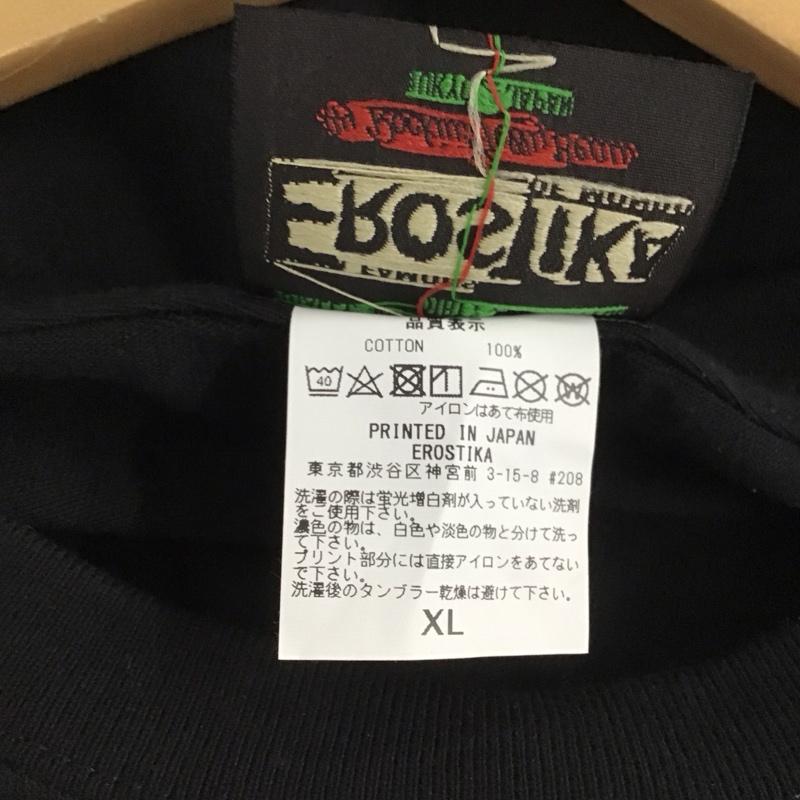 TOKYO JAPAN
EROSTIKA
FAMOUS
品質表示
COTTON 100%
40
アイロンはあて布使用
PRINTED IN JAPAN
EROSTIKA
東京都渋谷区神宮前 3-15-8 #208
洗濯の際は蛍光増白剤が入っていない洗剤
をご使用下さい。
濃色の物は、白色や淡色の物と分けて洗っ
て下さい。
プリント部分には直接アイロンをあてない
で下さい。
洗濯後のタンブラー乾燥は避けて下さい。
XL